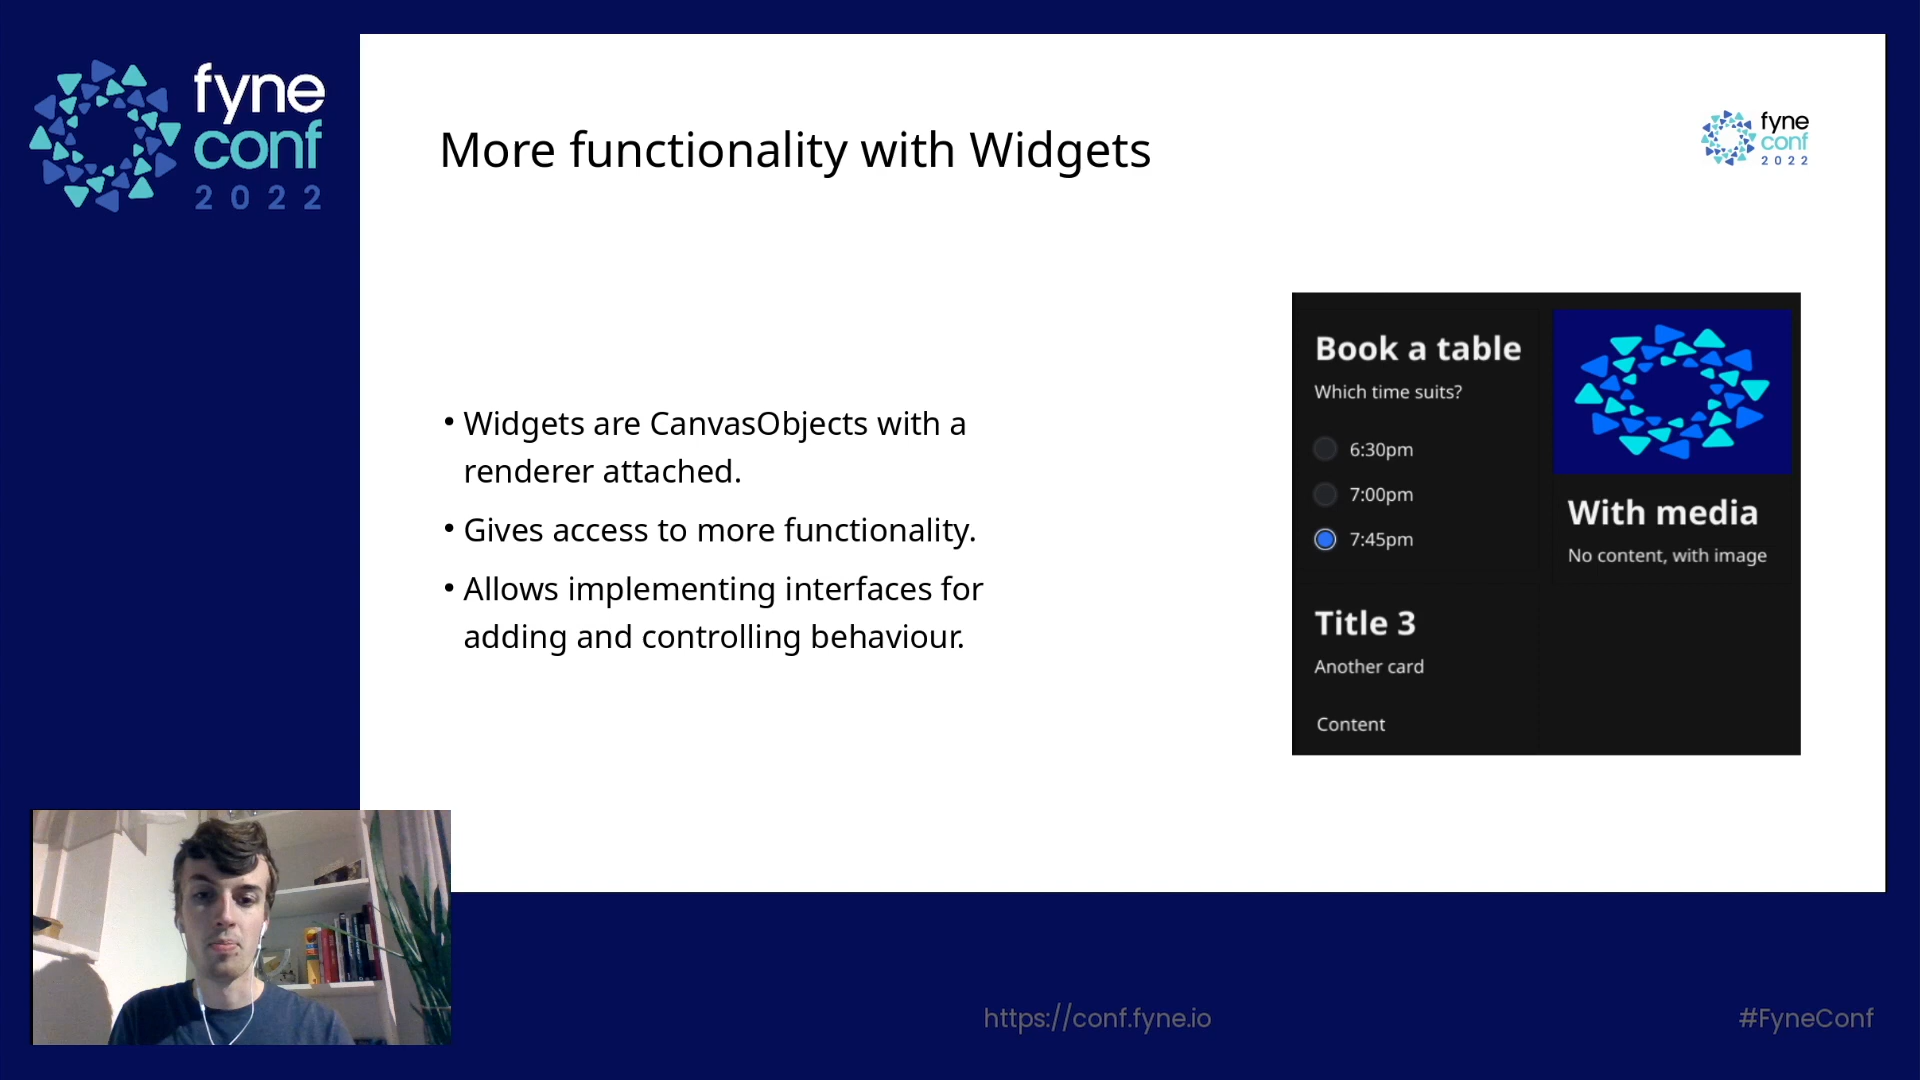 fyne
conf
2022
More functionality with Widgets
fyne
conf
2022
• Widgets are CanvasObjects with a
renderer attached.
• Gives access to more functionality.
• Allows implementing interfaces for
adding and controlling behaviour.
Book a table
Which time suits?
6:30pm
7:00pm
7:45pm
With media
No content, with image
Title 3
Another card
Content
https://conf.fyne.io
#FyneConf